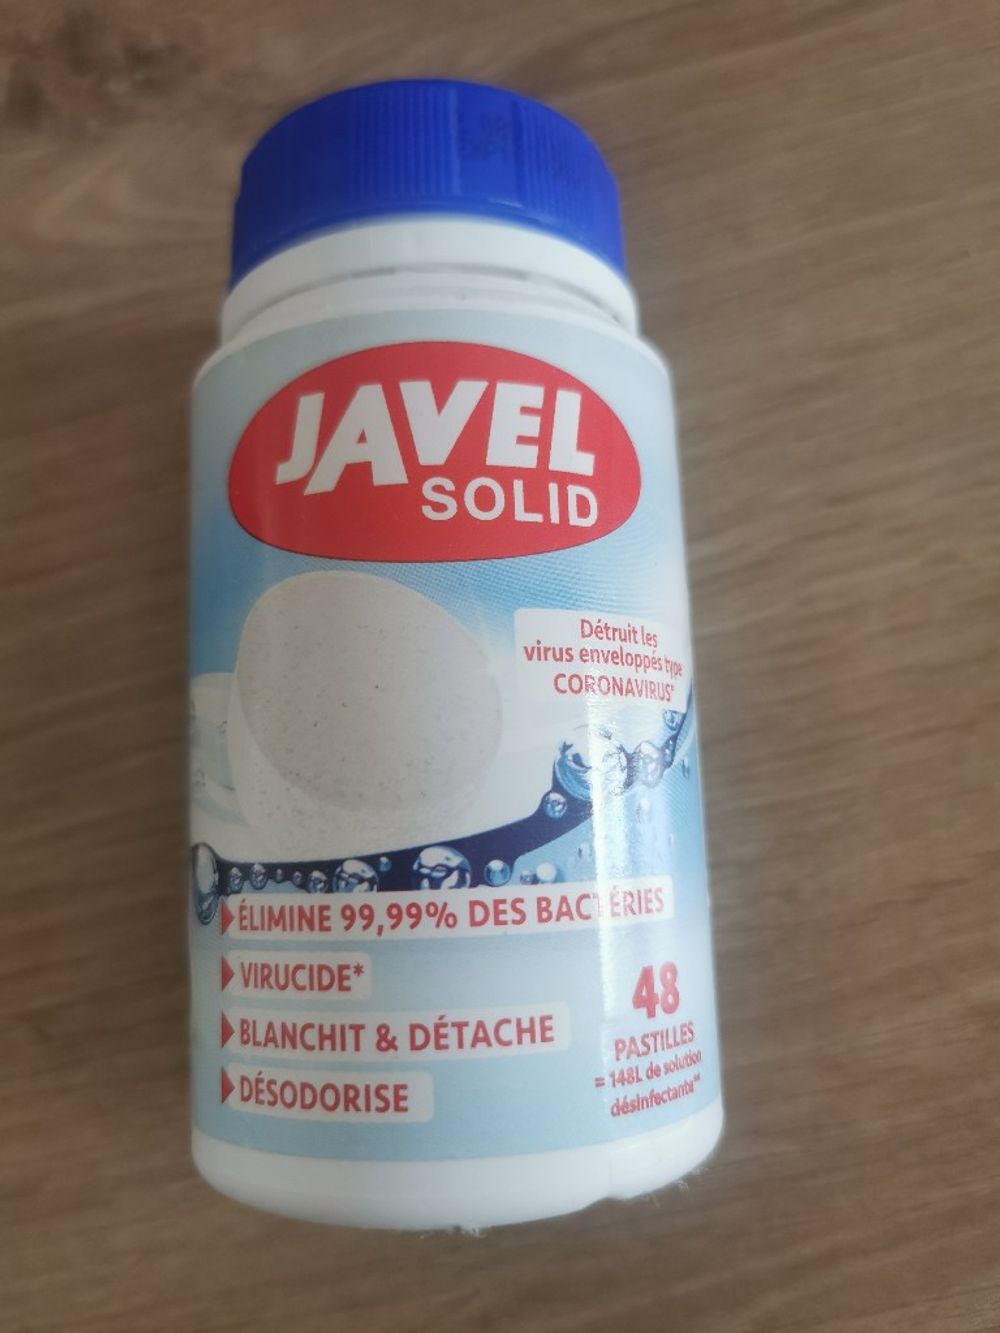 JAVEL
SOLID
Détruit les
virus enveloppés type
CORONAVIRUS*
ÉLIMINE 99,99% DES BACTÉRIES
VIRUCIDE*
BLANCHIT & DÉTACHE
DÉSODORISE
48
PASTILLES
= 148L de solution
désinfectante**